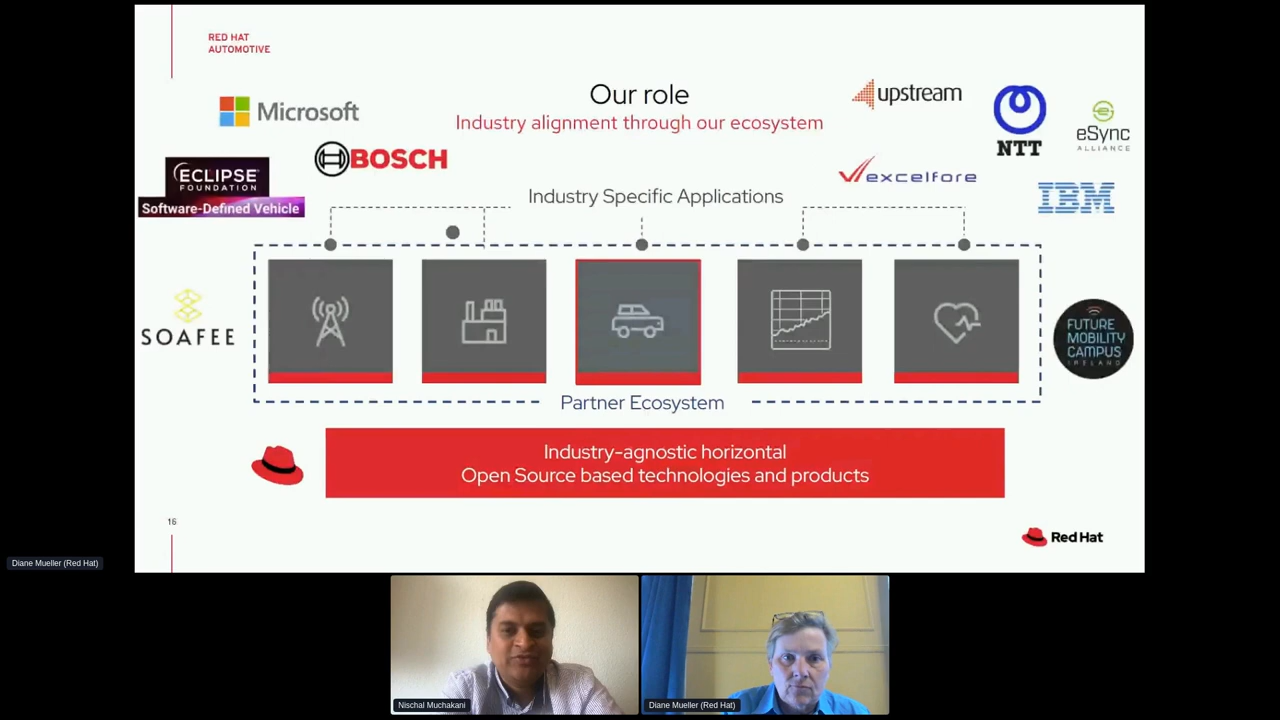 RED HAT
AUTOMOTIVE
Our role
Industry alignment through our ecosystem
Microsoft
BOSCH
ECLIPSE
FOUNDATION
Software-Defined Vehicle
upstream
NTT
eSync
ALLIANCE
excelfore
IBM
Industry Specific Applications
SOAFEE
FUTURE
MOBILITY
CAMPUS
IRELAND
Partner Ecosystem
Industry-agnostic horizontal
Open Source based technologies and products
16
Red Hat
Diane Mueller (Red Hat)
Nischal Muchakani
Diane Mueller (Red Hat)